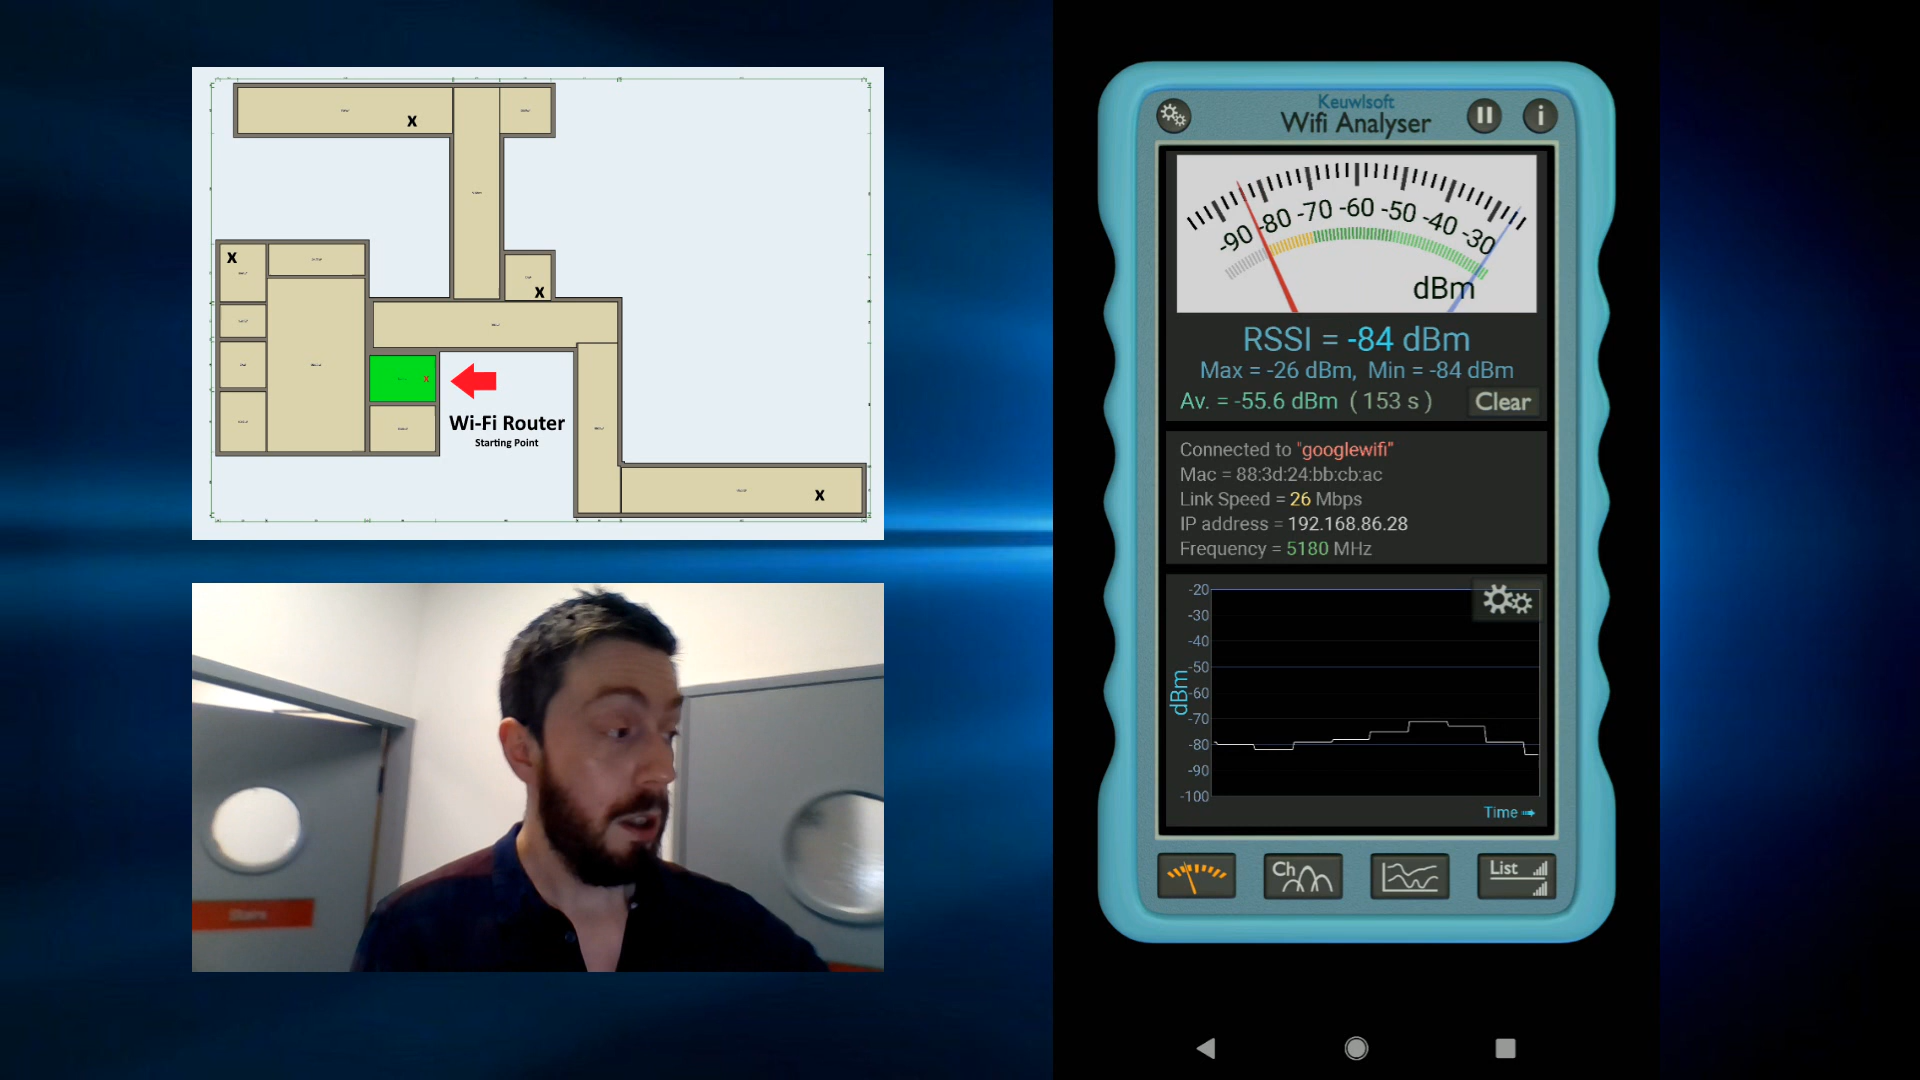 x
x
x
x
x
Wi-Fi Router
Starting Point
Stairs
Keuwlsoft
Wifi Analyser
-90 -80 -70 -60 -50 -40 -30
dBm
RSSI = -84 dBm
Max = -26 dBm, Min = -84 dBm
Av. = -55.6 dBm ( 153 s )
Clear
Connected to "googlewifi"
Mac = 88:3d:24:bb:cb:ac
Link Speed = 26 Mbps
IP address = 192.168.86.28
Frequency = 5180 MHz
-20
-30
-40
-50
-60
-70
-80
-90
-100
dBm
Time
Ch
List